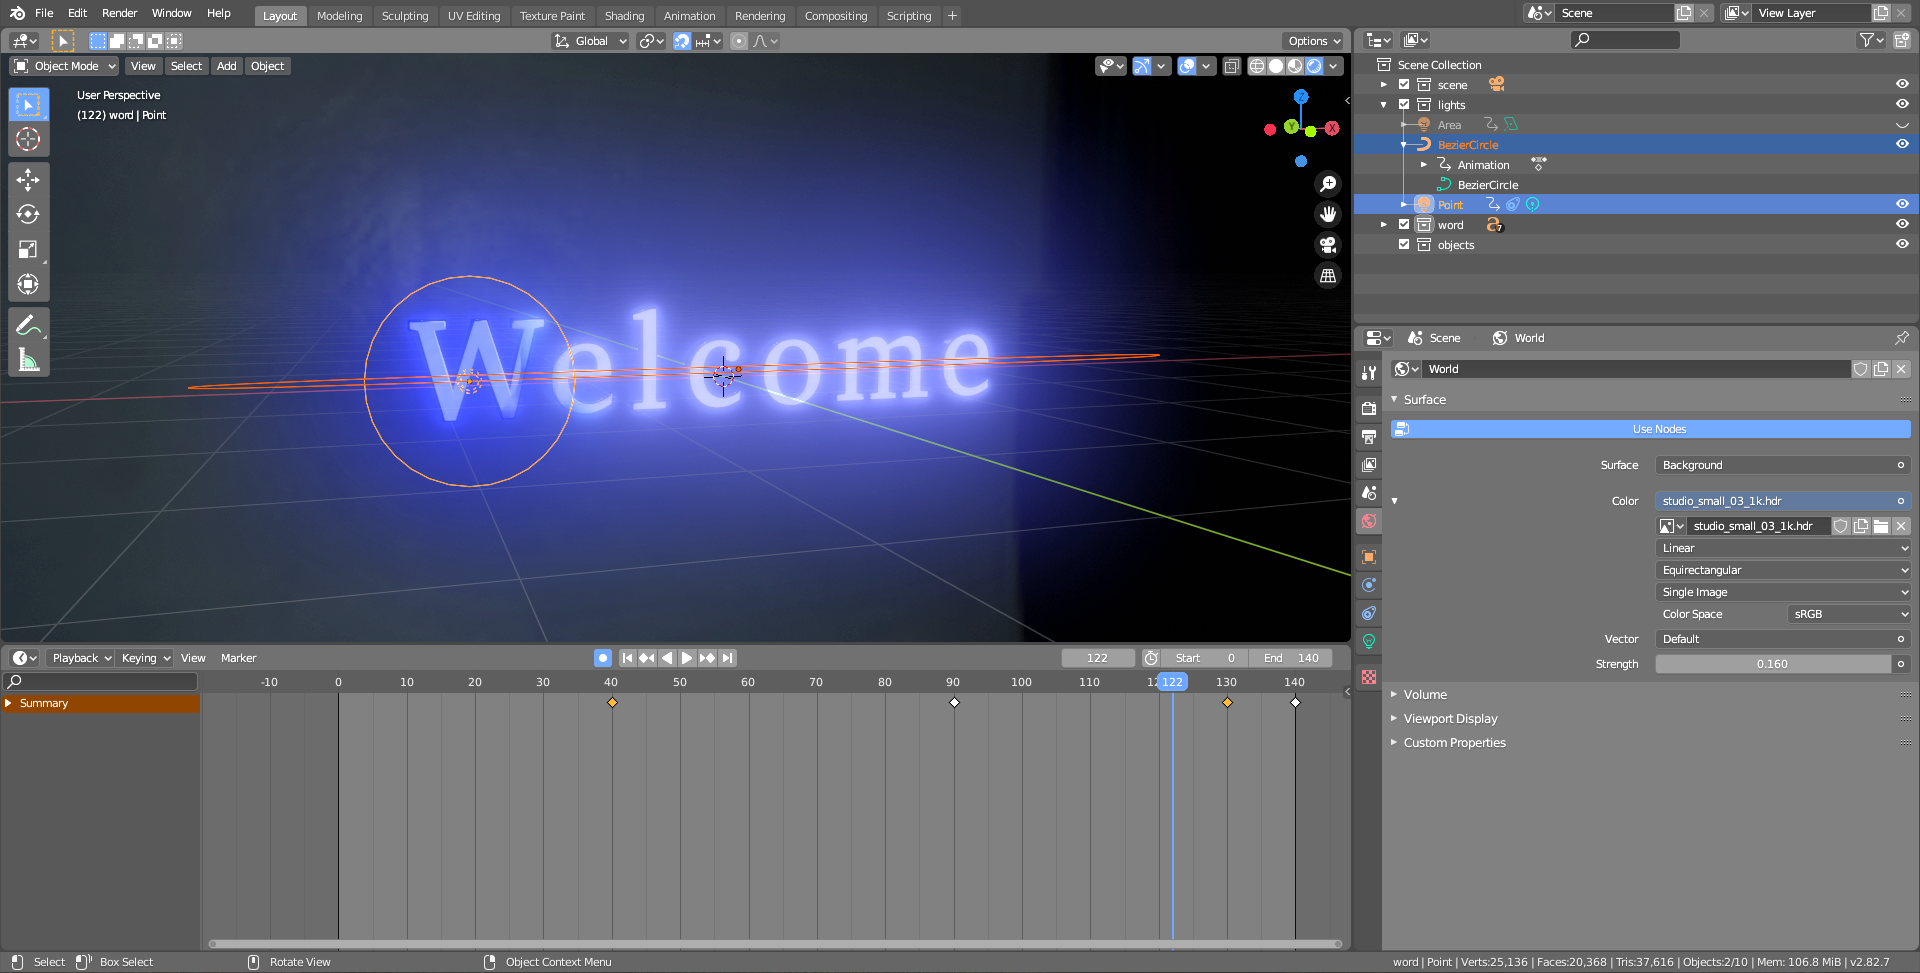 File Edit Render Window Help Layout Modeling Sculpting UV Editing Texture Paint Shading Animation Rendering Compositing Scripting + Scene View Layer
Global Options
Object Mode View Select Add Object
User Perspective
(122) word | Point
Z
Y
X
Welcome
Scene Collection
scene
lights
Area
BezierCircle
Animation
BezierCircle
Point
word
7
objects
Scene World
World
Surface
Use Nodes
Surface Background
Color studio_small_03_1k.hdr
studio_small_03_1k.hdr
Linear
Equirectangular
Single Image
Color Space sRGB
Vector Default
Strength 0.160
Volume
Viewport Display
Custom Properties
Playback Keying View Marker 122 Start 0 End 140
-10 0 10 20 30 40 50 60 70 80 90 100 110 122 130 140
Summary
Select Box Select Rotate View Object Context Menu word | Point | Verts:25,136 | Faces:20,368 | Tris:37,616 | Objects:2/10 | Mem: 106.8 MiB | v2.82.7